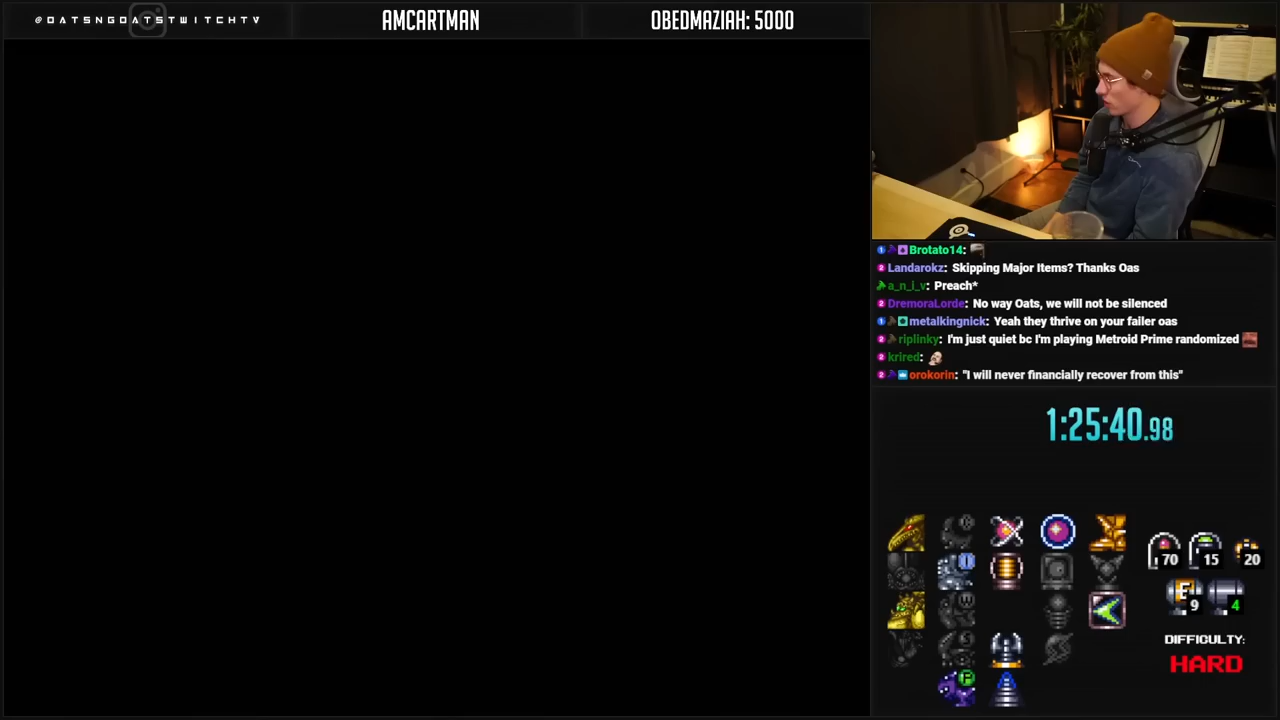 OATSNGOATSTWITCHTV
AMCARTMAN
OBEDMAZIAH: 5000
Brotato14:
Landarokz: Skipping Major Items? Thanks Oas
a_n_i_v: Preach*
DremoraLorde: No way Oats, we will not be silenced
metalkingnick: Yeah they thrive on your failer oas
riplinky: I'm just quiet bc I'm playing Metroid Prime randomized
krired:
orokorin: "I will never financially recover from this"
1:25:40.98
70 15 20
E 9 4
DIFFICULTY:
HARD